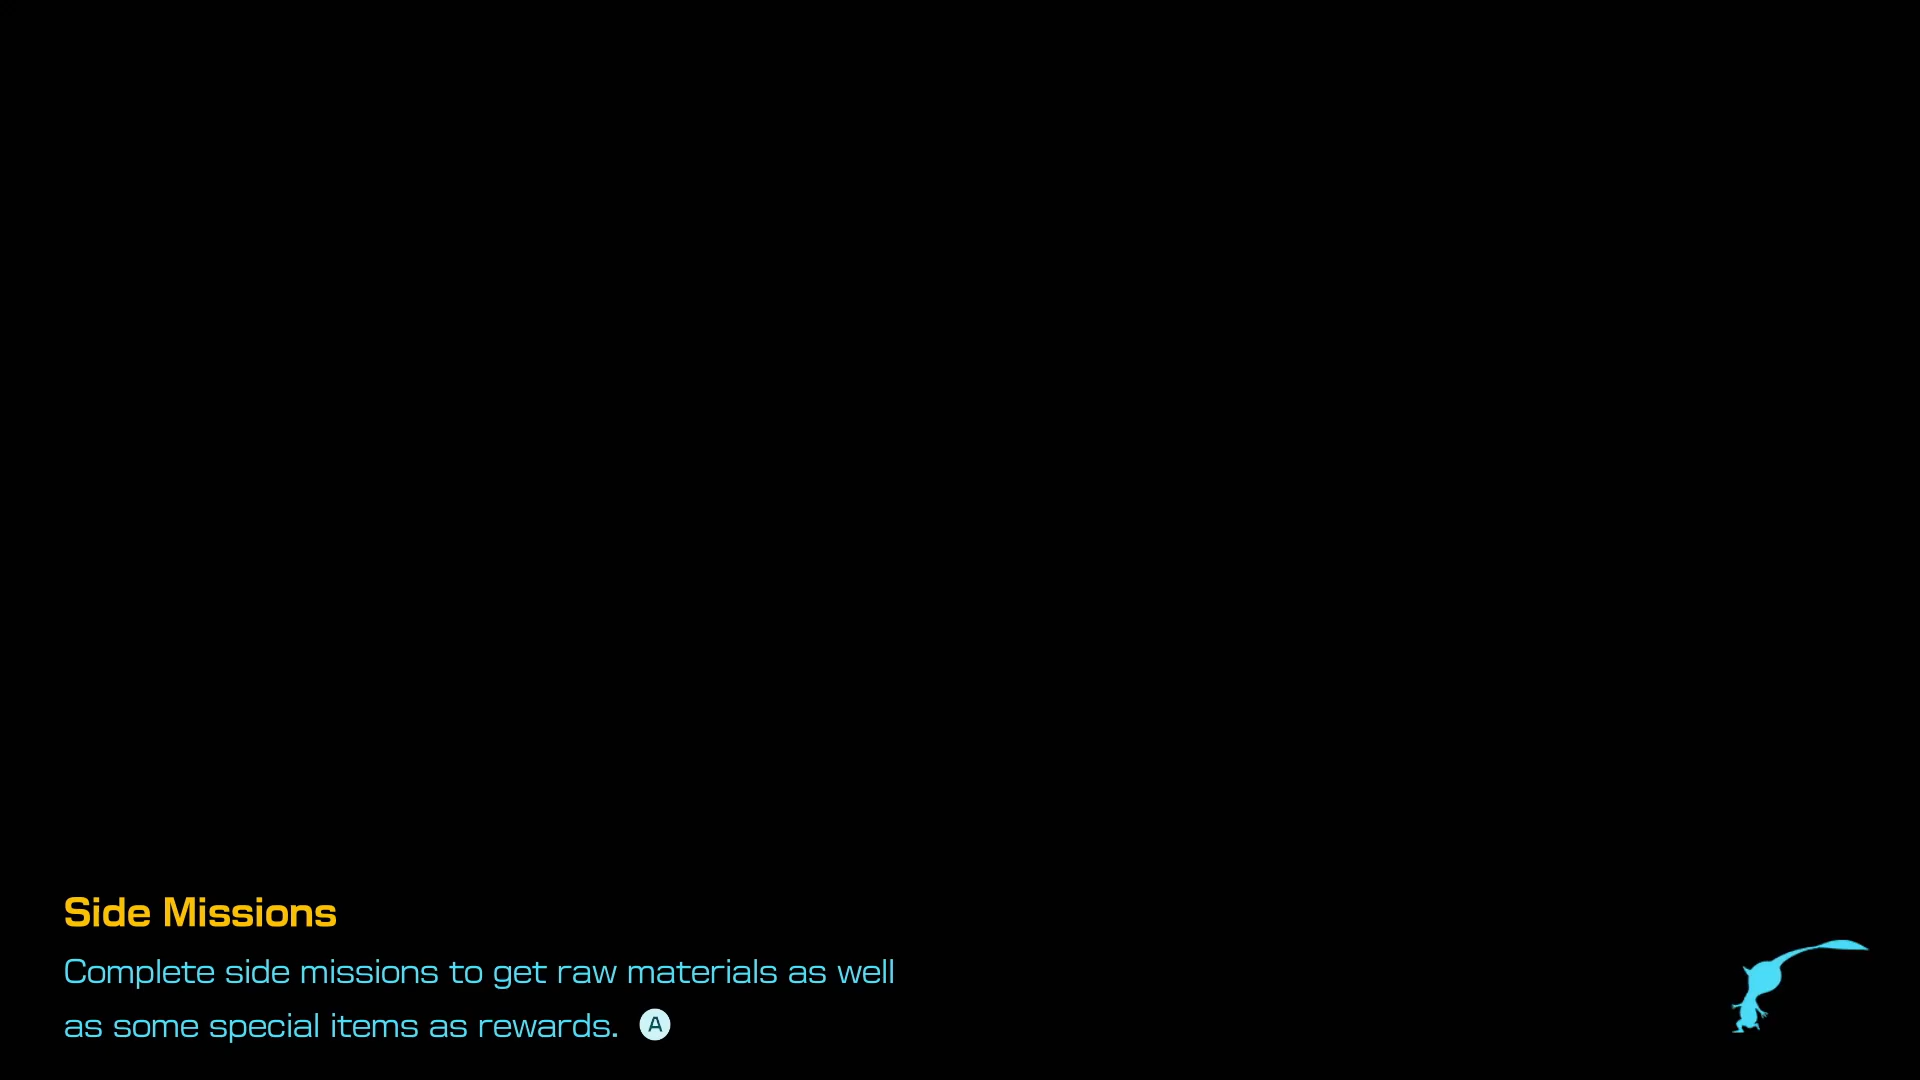 Side Missions
Complete side missions to get raw materials as well
as some special items as rewards. A